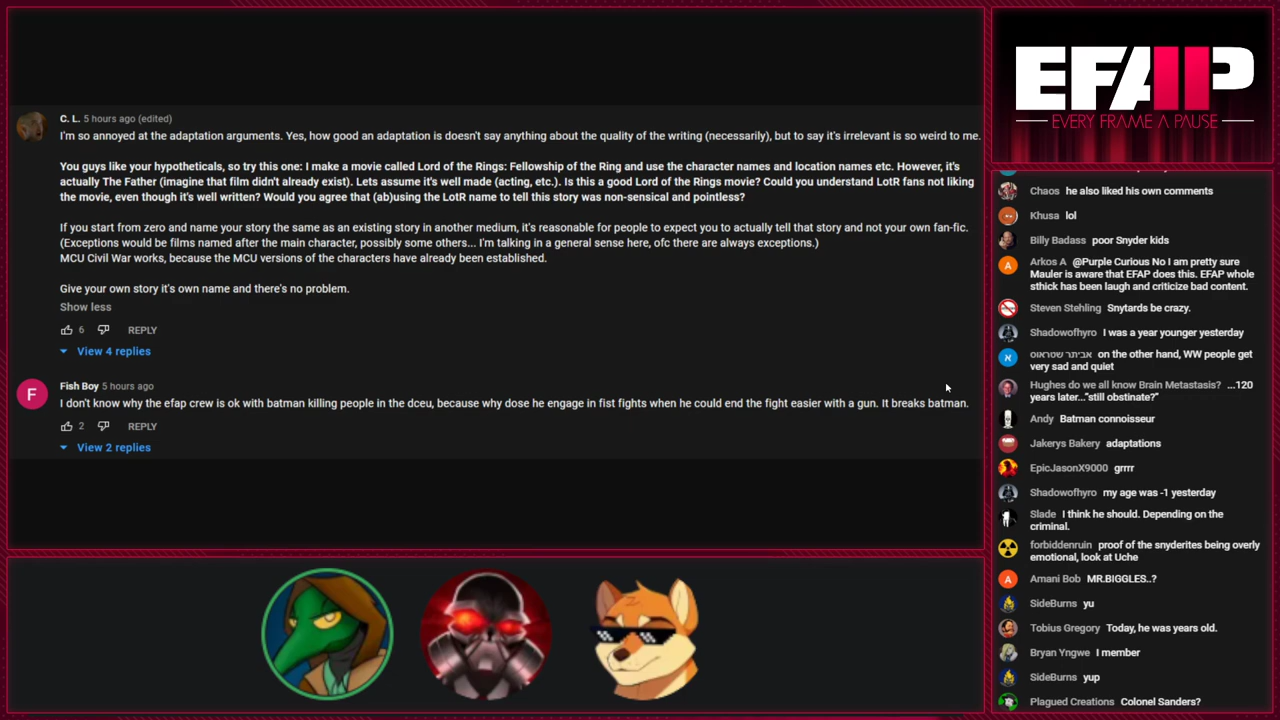 C. L. 5 hours ago (edited)
I'm so annoyed at the adaptation arguments. Yes, how good an adaptation is doesn't say anything about the quality of the writing (necessarily), but to say it's irrelevant is so weird to me.
You guys like your hypotheticals, so try this one: I make a movie called Lord of the Rings: Fellowship of the Ring and use the character names and location names etc. However, it's
actually The Father (imagine that film didn't already exist). Lets assume it's well made (acting, etc.). Is this a good Lord of the Rings movie? Could you understand LotR fans not liking
the movie, even though it's well written? Would you agree that (ab)using the LotR name to tell this story was non-sensical and pointless?
If you start from zero and name your story the same as an existing story in another medium, it's reasonable for people to expect you to actually tell that story and not your own fan-fic.
(Exceptions would be films named after the main character, possibly some others... I'm talking in a general sense here, ofc there are always exceptions.)
MCU Civil War works, because the MCU versions of the characters have already been established.
Give your own story it's own name and there's no problem.
Show less
6 REPLY
View 4 replies
F
Fish Boy 5 hours ago
I don't know why the efap crew is ok with batman killing people in the dceu, because why dose he engage in fist fights when he could end the fight easier with a gun. It breaks batman.
2 REPLY
View 2 replies
EFAP
EVERY FRAME A PAUSE
Chaos he also liked his own comments
Khusa lol
Billy Badass poor Snyder kids
A
Arkos A @Purple Curious No I am pretty sure
Mauler is aware that EFAP does this. EFAP whole
sthick has been laugh and criticize bad content.
Steven Stehling Snytards be crazy.
Shadowofhyro I was a year younger yesterday
א
אביתר שטראוס on the other hand, WW people get
very sad and quiet
Hughes do we all know Brain Metastasis? ...120
years later..."still obstinate?"
Andy Batman connoisseur
Jakerys Bakery adaptations
EpicJasonX9000 grrrr
Shadowofhyro my age was -1 yesterday
Slade I think he should. Depending on the
criminal.
forbiddenruin proof of the snyderites being overly
emotional, look at Uche
A
Amani Bob MR.BIGGLES..?
SideBurns yu
Tobius Gregory Today, he was years old.
Bryan Yngwe I member
SideBurns yup
Plagued Creations Colonel Sanders?